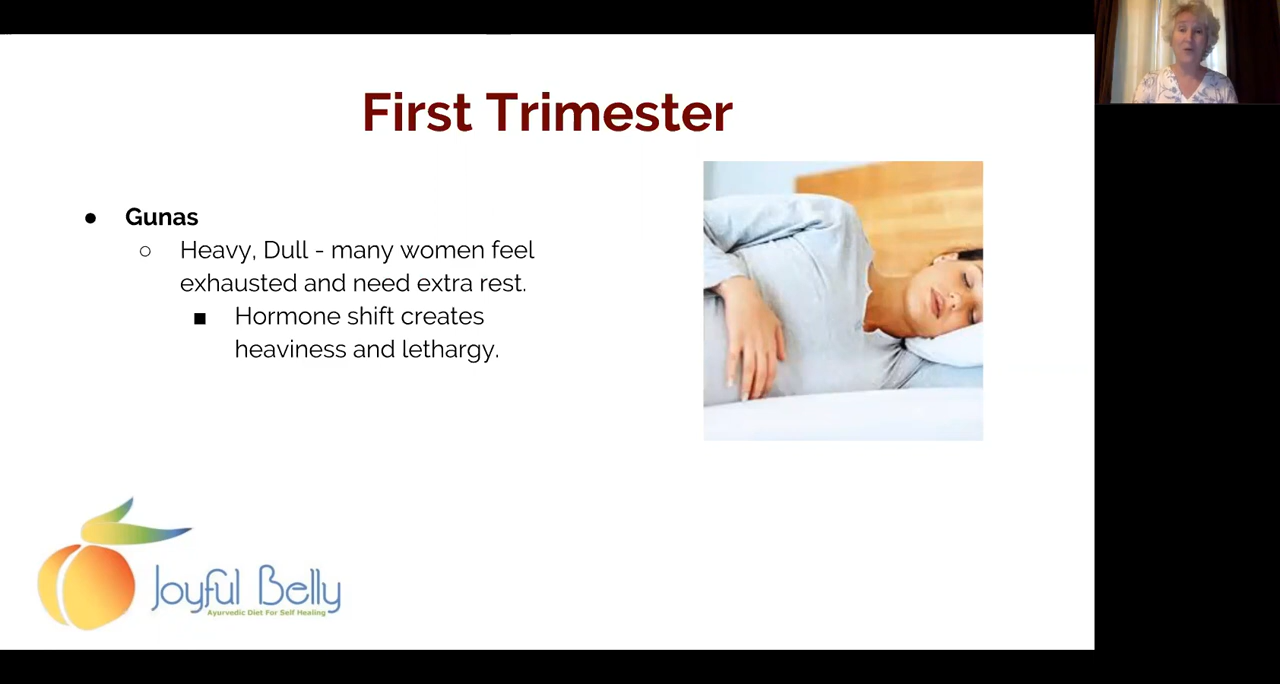 First Trimester
● Gunas
○ Heavy, Dull - many women feel
exhausted and need extra rest.
■ Hormone shift creates
heaviness and lethargy.
Joyful Belly
Ayurvedic Diet For Self Healing